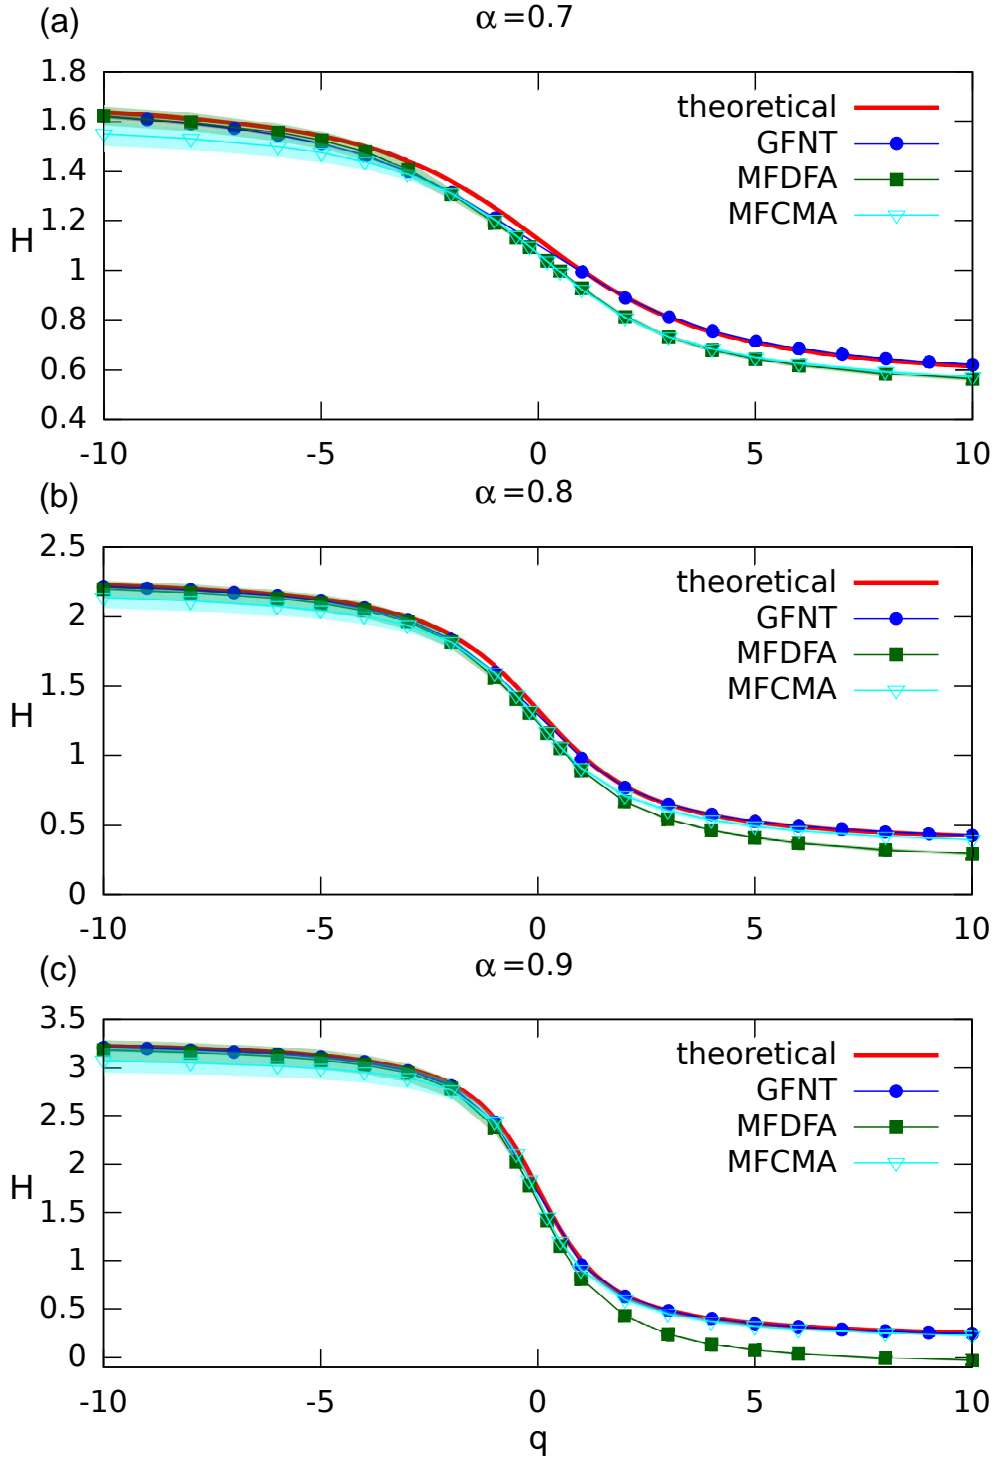 (a)
α=0.7
1.8
1.6
1.4
1.2
1
0.8
0.6
0.4
H
theoretical
GFNT
MFDFA
MFCMA
-10 -5 0 5 10
(b)
α=0.8
2.5
2
1.5
1
0.5
0
H
theoretical
GFNT
MFDFA
MFCMA
-10 -5 0 5 10
(c)
α=0.9
3.5
3
2.5
2
1.5
1
0.5
0
H
theoretical
GFNT
MFDFA
MFCMA
-10 -5 0 5 10
q